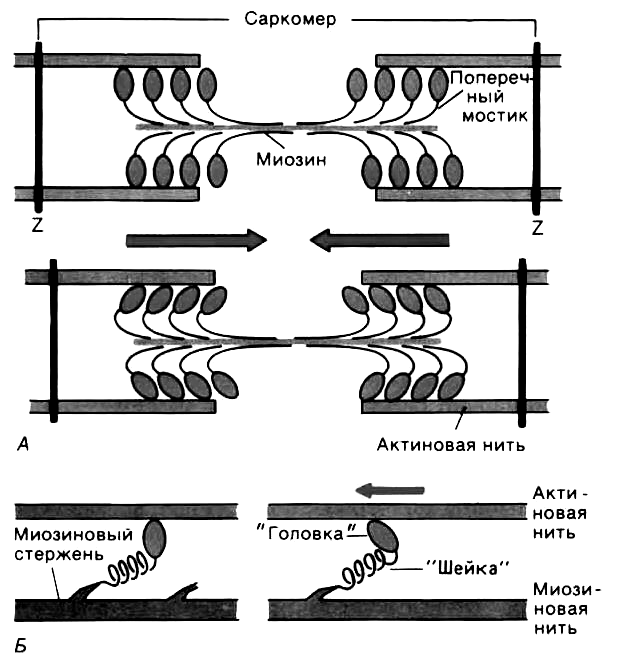 Саркомер
Попереч-
ный
мостик
Миозин
Z
Z
А
Актиновая нить
Миозиновый
стержень
"Головка"
"Шейка"
Акти-
новая
нить
Миози-
новая
нить
Б